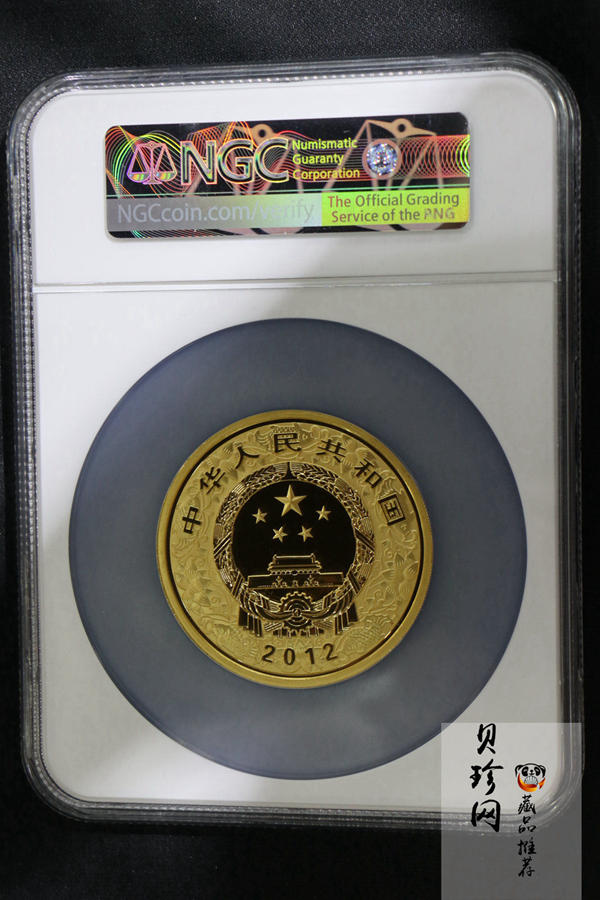 NGC
Numismatic
Guaranty
Corporation
NGCcoin.com/verify
The Official Grading
Service of the PNG
中华人民共和国
2012
贝珍网
藏品推荐